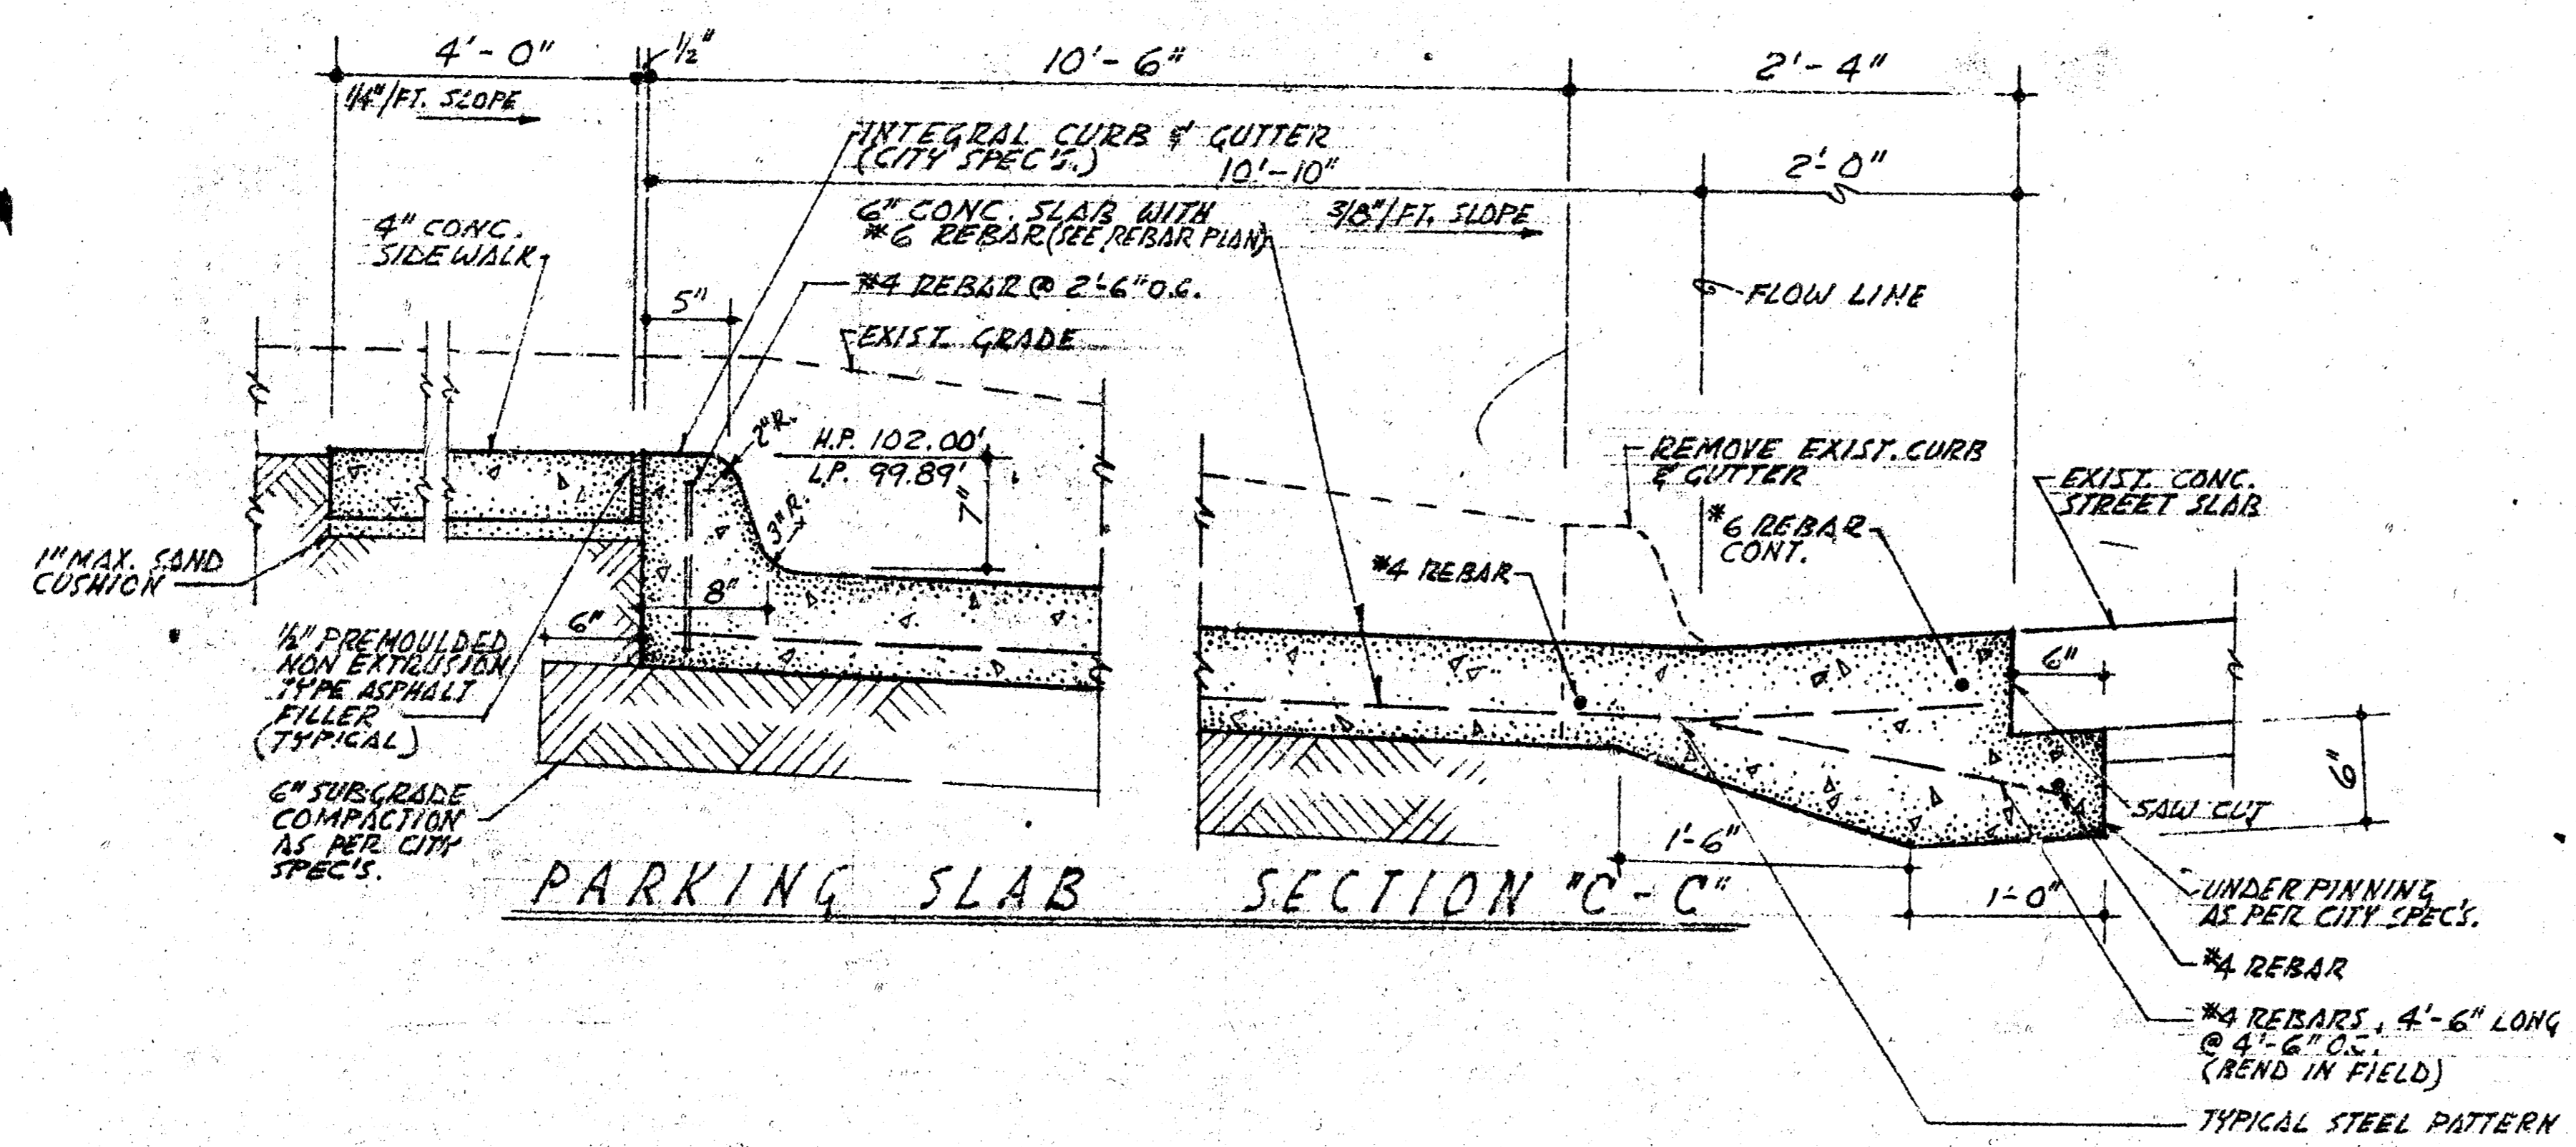 4'-0"
1/2"
10'-6"
2'-4"
1/4"/FT. SLOPE
INTEGRAL CURB & GUTTER
(CITY SPEC'S.)
10'-10"
2'-0"
4" CONC.
SIDEWALK
6" CONC. SLAB WITH
#6 REBAR (SEE REBAR PLAN)
3/8"/FT. SLOPE
#4 REBAR @ 2'-6" O.C.
5"
FLOW LINE
EXIST. GRADE
2" R.
H.P. 102.00'
L.P. 99.89'
7"
3" R.
REMOVE EXIST. CURB
& GUTTER
EXIST. CONC.
STREET SLAB
#6 REBAR
CONT.
1" MAX. SAND
CUSHION
#4 REBAR
8"
6"
6"
1/2" PREMOULDED
NON EXTRUSION
TYPE ASPHALT
FILLER
(TYPICAL)
6"
6" SUBGRADE
COMPACTION
AS PER CITY
SPEC'S.
SAW CUT
1'-6"
PARKING SLAB SECTION "C-C"
1'-0"
UNDERPINNING
AS PER CITY SPEC'S.
#4 REBAR
#4 REBARS, 4'-6" LONG
@ 4'-6" O.C.
(BEND IN FIELD)
TYPICAL STEEL PATTERN